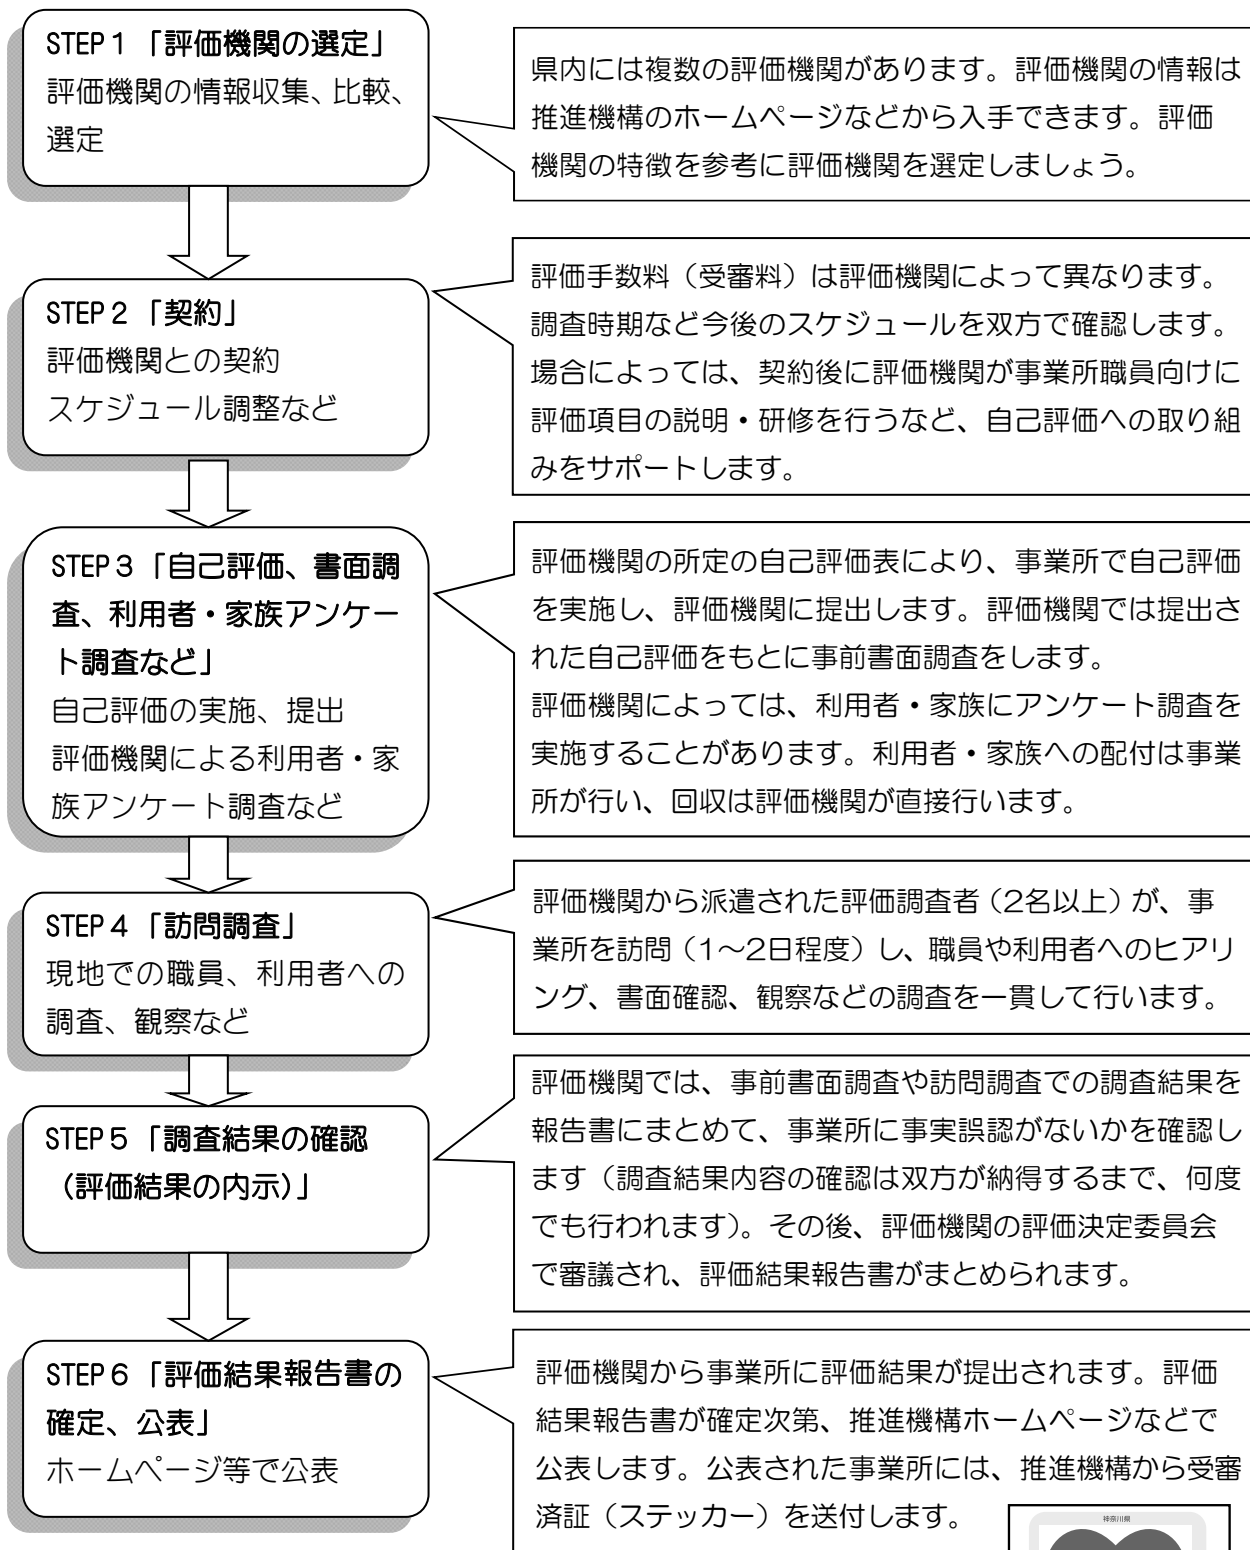 STEP１「評価機関の選定」
評価機関の情報収集、比較、
選定
県内には複数の評価機関があります。評価機関の情報は
推進機構のホームページなどから入手できます。評価
機関の特徴を参考に評価機関を選定しましょう。
STEP２「契約」
評価機関との契約
スケジュール調整など
評価手数料（受審料）は評価機関によって異なります。
調査時期など今後のスケジュールを双方で確認します。
場合によっては、契約後に評価機関が事業所職員向けに
評価項目の説明・研修を行うなど、自己評価への取り組
みをサポートします。
STEP３「自己評価、書面調
査、利用者・家族アンケー
ト調査など」
自己評価の実施、提出
評価機関による利用者・家
族アンケート調査など
評価機関の所定の自己評価表により、事業所で自己評価
を実施し、評価機関に提出します。評価機関では提出さ
れた自己評価をもとに事前書面調査をします。
評価機関によっては、利用者・家族にアンケート調査を
実施することがあります。利用者・家族への配付は事業
所が行い、回収は評価機関が直接行います。
STEP４「訪問調査」
現地での職員、利用者への
調査、観察など
評価機関から派遣された評価調査者（2名以上）が、事
業所を訪問（1～2日程度）し、職員や利用者へのヒアリ
ング、書面確認、観察などの調査を一貫して行います。
STEP５「調査結果の確認
（評価結果の内示）」
評価機関では、事前書面調査や訪問調査での調査結果を
報告書にまとめて、事業所に事実誤認がないかを確認し
ます（調査結果内容の確認は双方が納得するまで、何度
でも行われます）。その後、評価機関の評価決定委員会
で審議され、評価結果報告書がまとめられます。
STEP６「評価結果報告書の
確定、公表」
ホームページ等で公表
評価機関から事業所に評価結果が提出されます。評価
結果報告書が確定次第、推進機構ホームページなどで
公表します。公表された事業所には、推進機構から受審
済証（ステッカー）を送付します。
神奈川県